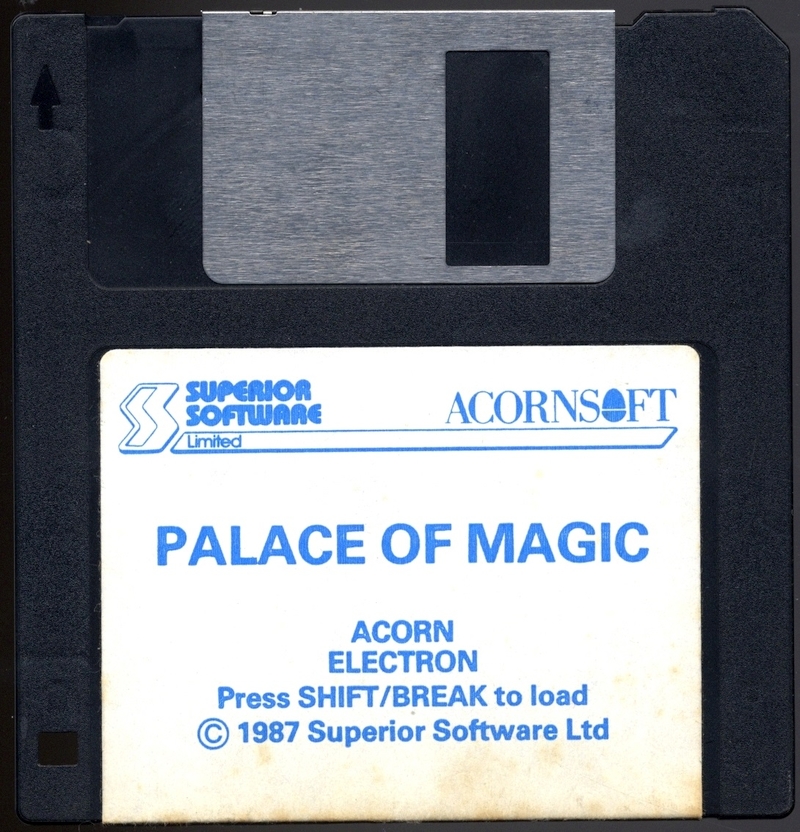 SUPERIOR
SOFTWARE
Limited
ACORNSOFT
PALACE OF MAGIC
ACORN
ELECTRON
Press SHIFT/BREAK to load
© 1987 Superior Software Ltd